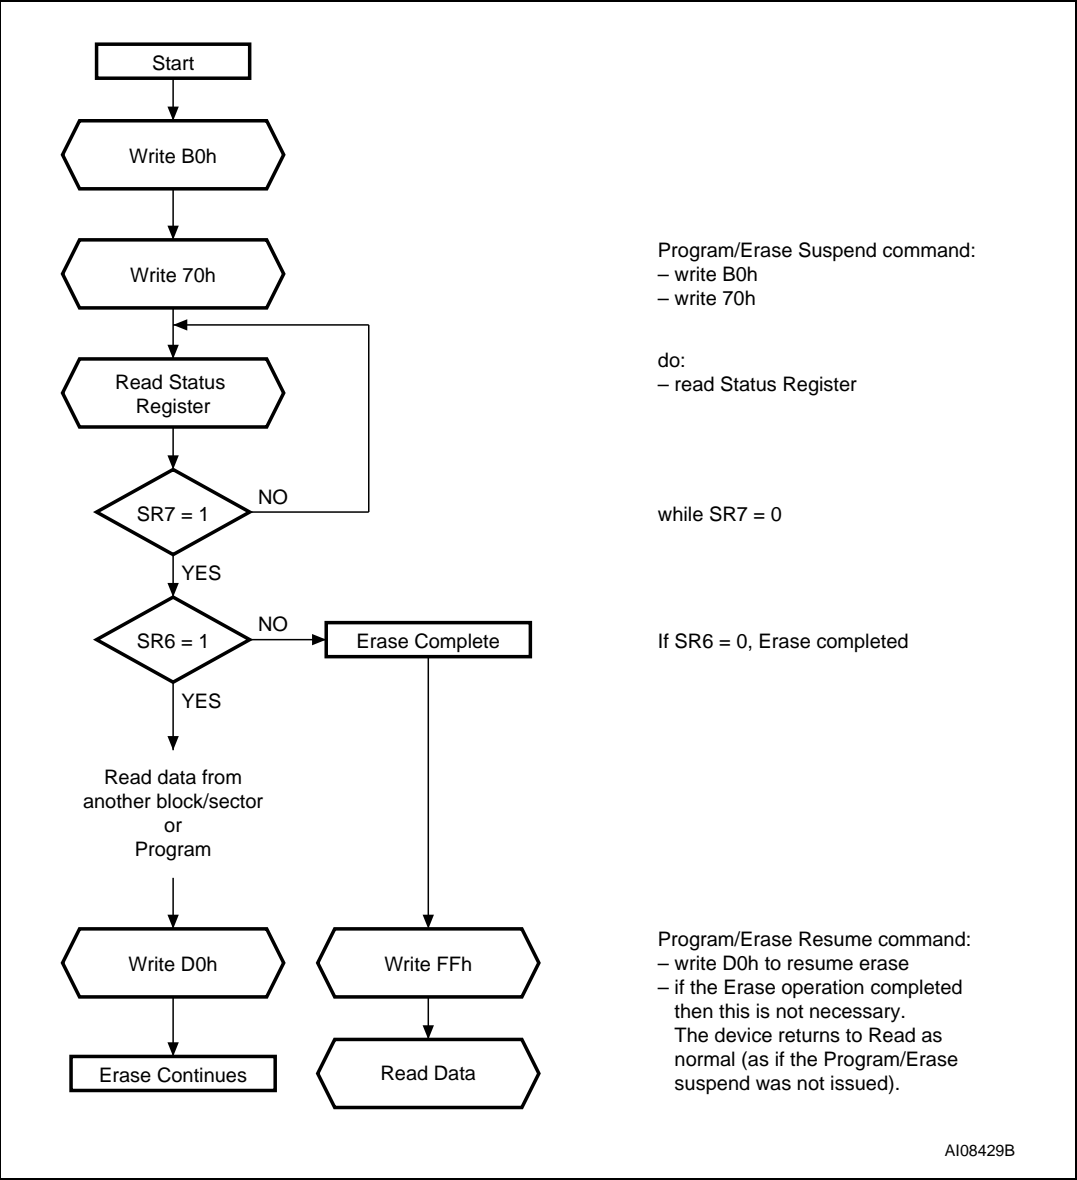 Start
Write B0h
Write 70h
Program/Erase Suspend command:
– write B0h
– write 70h
do:
– read Status Register
Read Status
Register
SR7 = 1
NO
while SR7 = 0
YES
SR6 = 1
NO
Erase Complete
If SR6 = 0, Erase completed
YES
Read data from
another block/sector
or
Program
Write D0h
Write FFh
Program/Erase Resume command:
– write D0h to resume erase
– if the Erase operation completed
then this is not necessary.
The device returns to Read as
normal (as if the Program/Erase
suspend was not issued).
Erase Continues
Read Data
AI08429B